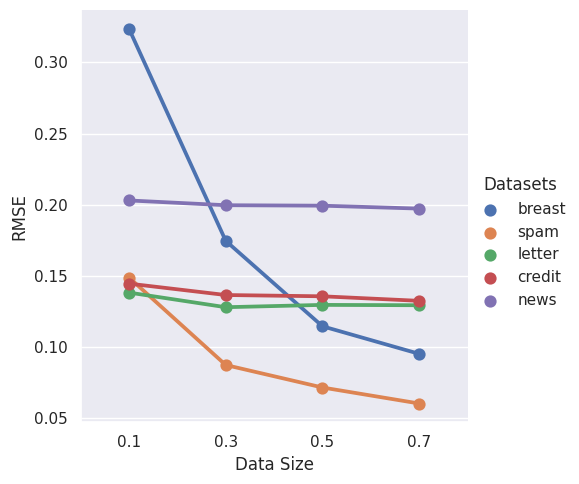 0.30
0.25
0.20
0.15
0.10
0.05
RMSE
0.1 0.3 0.5 0.7
Data Size
Datasets
breast
spam
letter
credit
news